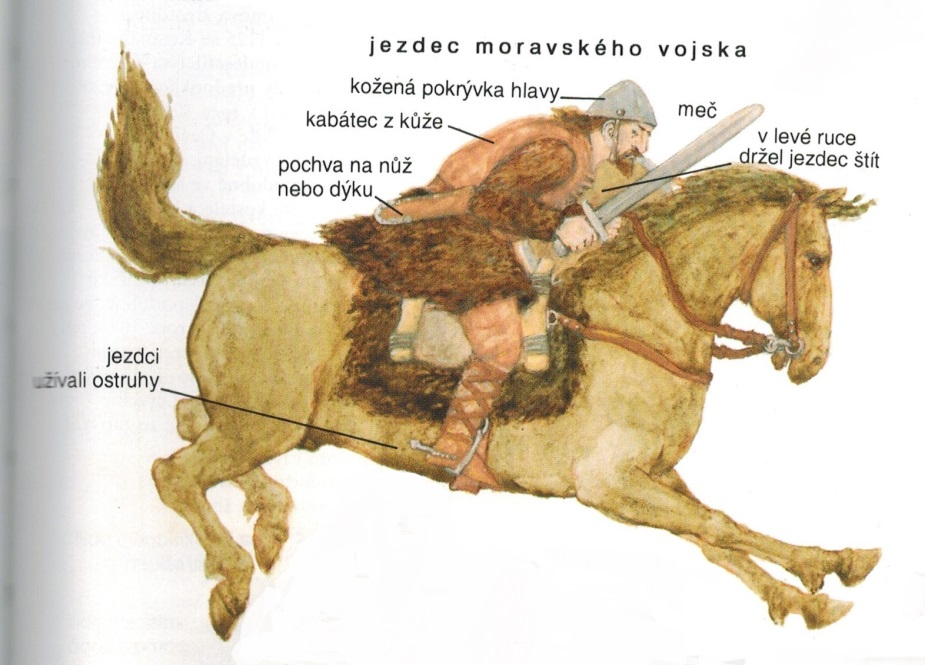 jezdec moravského vojska
kožená pokrývka hlavy
kabátec z kůže
pochva na nůž
nebo dýku
meč
v levé ruce
držel jezdec štít
jezdci
užívali ostruhy